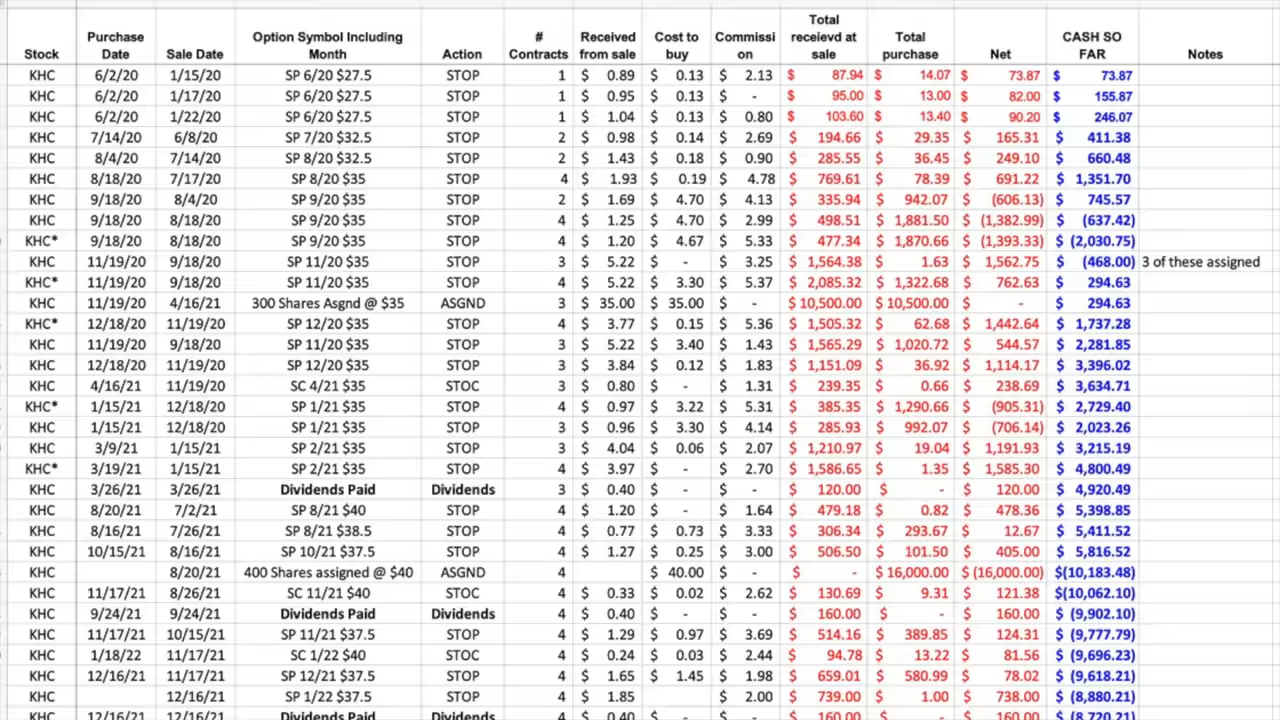 Stock Purchase Date Sale Date Option Symbol Including Month Action # Contracts Received from sale Cost to buy Commissi on Total receievd at sale Total purchase Net CASH SO FAR Notes
KHC 6/2/20 1/15/20 SP 6/20 $27.5 STOP 1 $ 0.89 $ 0.13 $ 2.13 $ 87.94 $ 14.07 $ 73.87 $ 73.87
KHC 6/2/20 1/17/20 SP 6/20 $27.5 STOP 1 $ 0.95 $ 0.13 $ - $ 95.00 $ 13.00 $ 82.00 $ 155.87
KHC 6/2/20 1/22/20 SP 6/20 $27.5 STOP 1 $ 1.04 $ 0.13 $ 0.80 $ 103.60 $ 13.40 $ 90.20 $ 246.07
KHC 7/14/20 6/8/20 SP 7/20 $32.5 STOP 2 $ 0.98 $ 0.14 $ 2.69 $ 194.66 $ 29.35 $ 165.31 $ 411.38
KHC 8/4/20 7/14/20 SP 8/20 $32.5 STOP 2 $ 1.43 $ 0.18 $ 0.90 $ 285.55 $ 36.45 $ 249.10 $ 660.48
KHC 8/18/20 7/17/20 SP 8/20 $35 STOP 4 $ 1.93 $ 0.19 $ 4.78 $ 769.61 $ 78.39 $ 691.22 $ 1,351.70
KHC 9/18/20 8/4/20 SP 9/20 $35 STOP 2 $ 1.69 $ 4.70 $ 4.13 $ 335.94 $ 942.07 $ (606.13) $ 745.57
KHC 9/18/20 8/18/20 SP 9/20 $35 STOP 4 $ 1.25 $ 4.70 $ 2.99 $ 498.51 $ 1,881.50 $ (1,382.99) $ (637.42)
KHC* 9/18/20 8/18/20 SP 9/20 $35 STOP 4 $ 1.20 $ 4.67 $ 5.33 $ 477.34 $ 1,870.66 $ (1,393.33) $ (2,030.75)
KHC 11/19/20 9/18/20 SP 11/20 $35 STOP 3 $ 5.22 $ - $ 3.25 $ 1,564.38 $ 1.63 $ 1,562.75 $ (468.00) 3 of these assigned
KHC* 11/19/20 9/18/20 SP 11/20 $35 STOP 4 $ 5.22 $ 3.30 $ 5.37 $ 2,085.32 $ 1,322.68 $ 762.63 $ 294.63
KHC 11/19/20 4/16/21 300 Shares Asgnd @ $35 ASGND 3 $ 35.00 $ 35.00 $ - $ 10,500.00 $ 10,500.00 $ - $ 294.63
KHC* 12/18/20 11/19/20 SP 12/20 $35 STOP 4 $ 3.77 $ 0.15 $ 5.36 $ 1,505.32 $ 62.68 $ 1,442.64 $ 1,737.28
KHC 11/19/20 9/18/20 SP 11/20 $35 STOP 3 $ 5.22 $ 3.40 $ 1.43 $ 1,565.29 $ 1,020.72 $ 544.57 $ 2,281.85
KHC 12/18/20 11/19/20 SP 12/20 $35 STOP 3 $ 3.84 $ 0.12 $ 1.83 $ 1,151.09 $ 36.92 $ 1,114.17 $ 3,396.02
KHC 4/16/21 11/19/20 SC 4/21 $35 STOC 3 $ 0.80 $ - $ 1.31 $ 239.35 $ 0.66 $ 238.69 $ 3,634.71
KHC* 1/15/21 12/18/20 SP 1/21 $35 STOP 4 $ 0.97 $ 3.22 $ 5.31 $ 385.35 $ 1,290.66 $ (905.31) $ 2,729.40
KHC 1/15/21 12/18/20 SP 1/21 $35 STOP 3 $ 0.96 $ 3.30 $ 4.14 $ 285.93 $ 992.07 $ (706.14) $ 2,023.26
KHC 3/9/21 1/15/21 SP 2/21 $35 STOP 3 $ 4.04 $ 0.06 $ 2.07 $ 1,210.97 $ 19.04 $ 1,191.93 $ 3,215.19
KHC* 3/19/21 1/15/21 SP 2/21 $35 STOP 4 $ 3.97 $ - $ 2.70 $ 1,586.65 $ 1.35 $ 1,585.30 $ 4,800.49
KHC 3/26/21 3/26/21 Dividends Paid Dividends 3 $ 0.40 $ - $ - $ 120.00 $ - $ 120.00 $ 4,920.49
KHC 8/20/21 7/2/21 SP 8/21 $40 STOP 4 $ 1.20 $ - $ 1.64 $ 479.18 $ 0.82 $ 478.36 $ 5,398.85
KHC 8/16/21 7/26/21 SP 8/21 $38.5 STOP 4 $ 0.77 $ 0.73 $ 3.33 $ 306.34 $ 293.67 $ 12.67 $ 5,411.52
KHC 10/15/21 8/16/21 SP 10/21 $37.5 STOP 4 $ 1.27 $ 0.25 $ 3.00 $ 506.50 $ 101.50 $ 405.00 $ 5,816.52
KHC 8/20/21 400 Shares assigned @ $40 ASGND 4 $ 40.00 $ - $ - $ 16,000.00 $ (16,000.00) $(10,183.48)
KHC 11/17/21 8/26/21 SC 11/21 $40 STOC 4 $ 0.33 $ 0.02 $ 2.62 $ 130.69 $ 9.31 $ 121.38 $(10,062.10)
KHC 9/24/21 9/24/21 Dividends Paid Dividends 4 $ 0.40 $ - $ - $ 160.00 $ - $ 160.00 $ (9,902.10)
KHC 11/17/21 10/15/21 SP 11/21 $37.5 STOP 4 $ 1.29 $ 0.97 $ 3.69 $ 514.16 $ 389.85 $ 124.31 $ (9,777.79)
KHC 1/18/22 11/17/21 SC 1/22 $40 STOC 4 $ 0.24 $ 0.03 $ 2.44 $ 94.78 $ 13.22 $ 81.56 $ (9,696.23)
KHC 12/16/21 11/17/21 SP 12/21 $37.5 STOP 4 $ 1.65 $ 1.45 $ 1.98 $ 659.01 $ 580.99 $ 78.02 $ (9,618.21)
KHC 12/16/21 SP 1/22 $37.5 STOP 4 $ 1.85 $ 2.00 $ 739.00 $ 1.00 $ 738.00 $ (8,880.21)
KHC 12/16/21 12/16/21 Dividends Paid Dividends 4 $ 0.40 $ - $ - $ 160.00 $ - $ 160.00 $ (8,720.21)